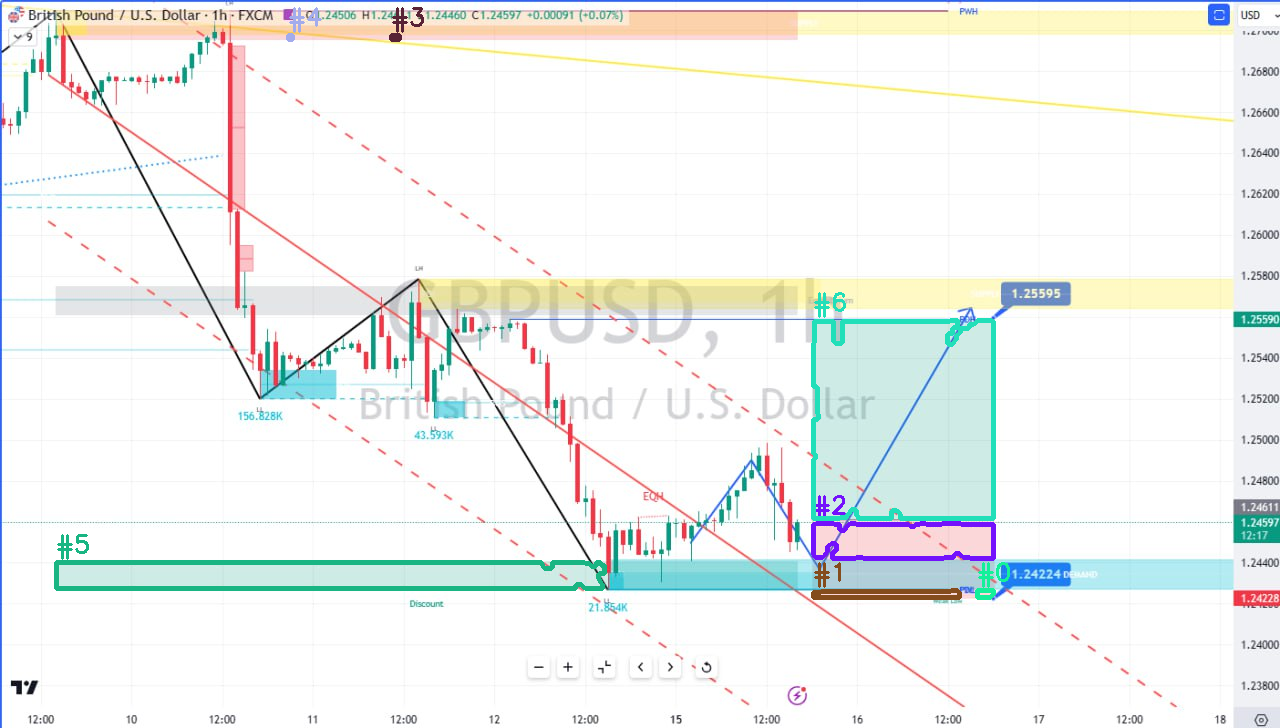 British Pound / U.S. Dollar · 1h · FXCM
1.24506 H1.24 1.24460 C1.24597 +0.00091 (+0.07%)
9
#4
#3
PWH
USD
1.26800
1.26600
1.26400
1.26200
1.26000
1.25800
1.25590
1.25400
1.25200
1.25000
1.24800
1.24611
1.24597
12:17
1.24400
1.24228
1.24000
1.23800
LH
GBPUSD, 1h
British Pound / U.S. Dollar
#6
1.25595
156.828K
43.593K
EQH
#2
#5
#1
#0
1.24224
DEMAND
Discount
21.854K
Weak Low
12:00 10 12:00 11 12:00 12 12:00 15 12:00 16 12:00 17 12:00 18